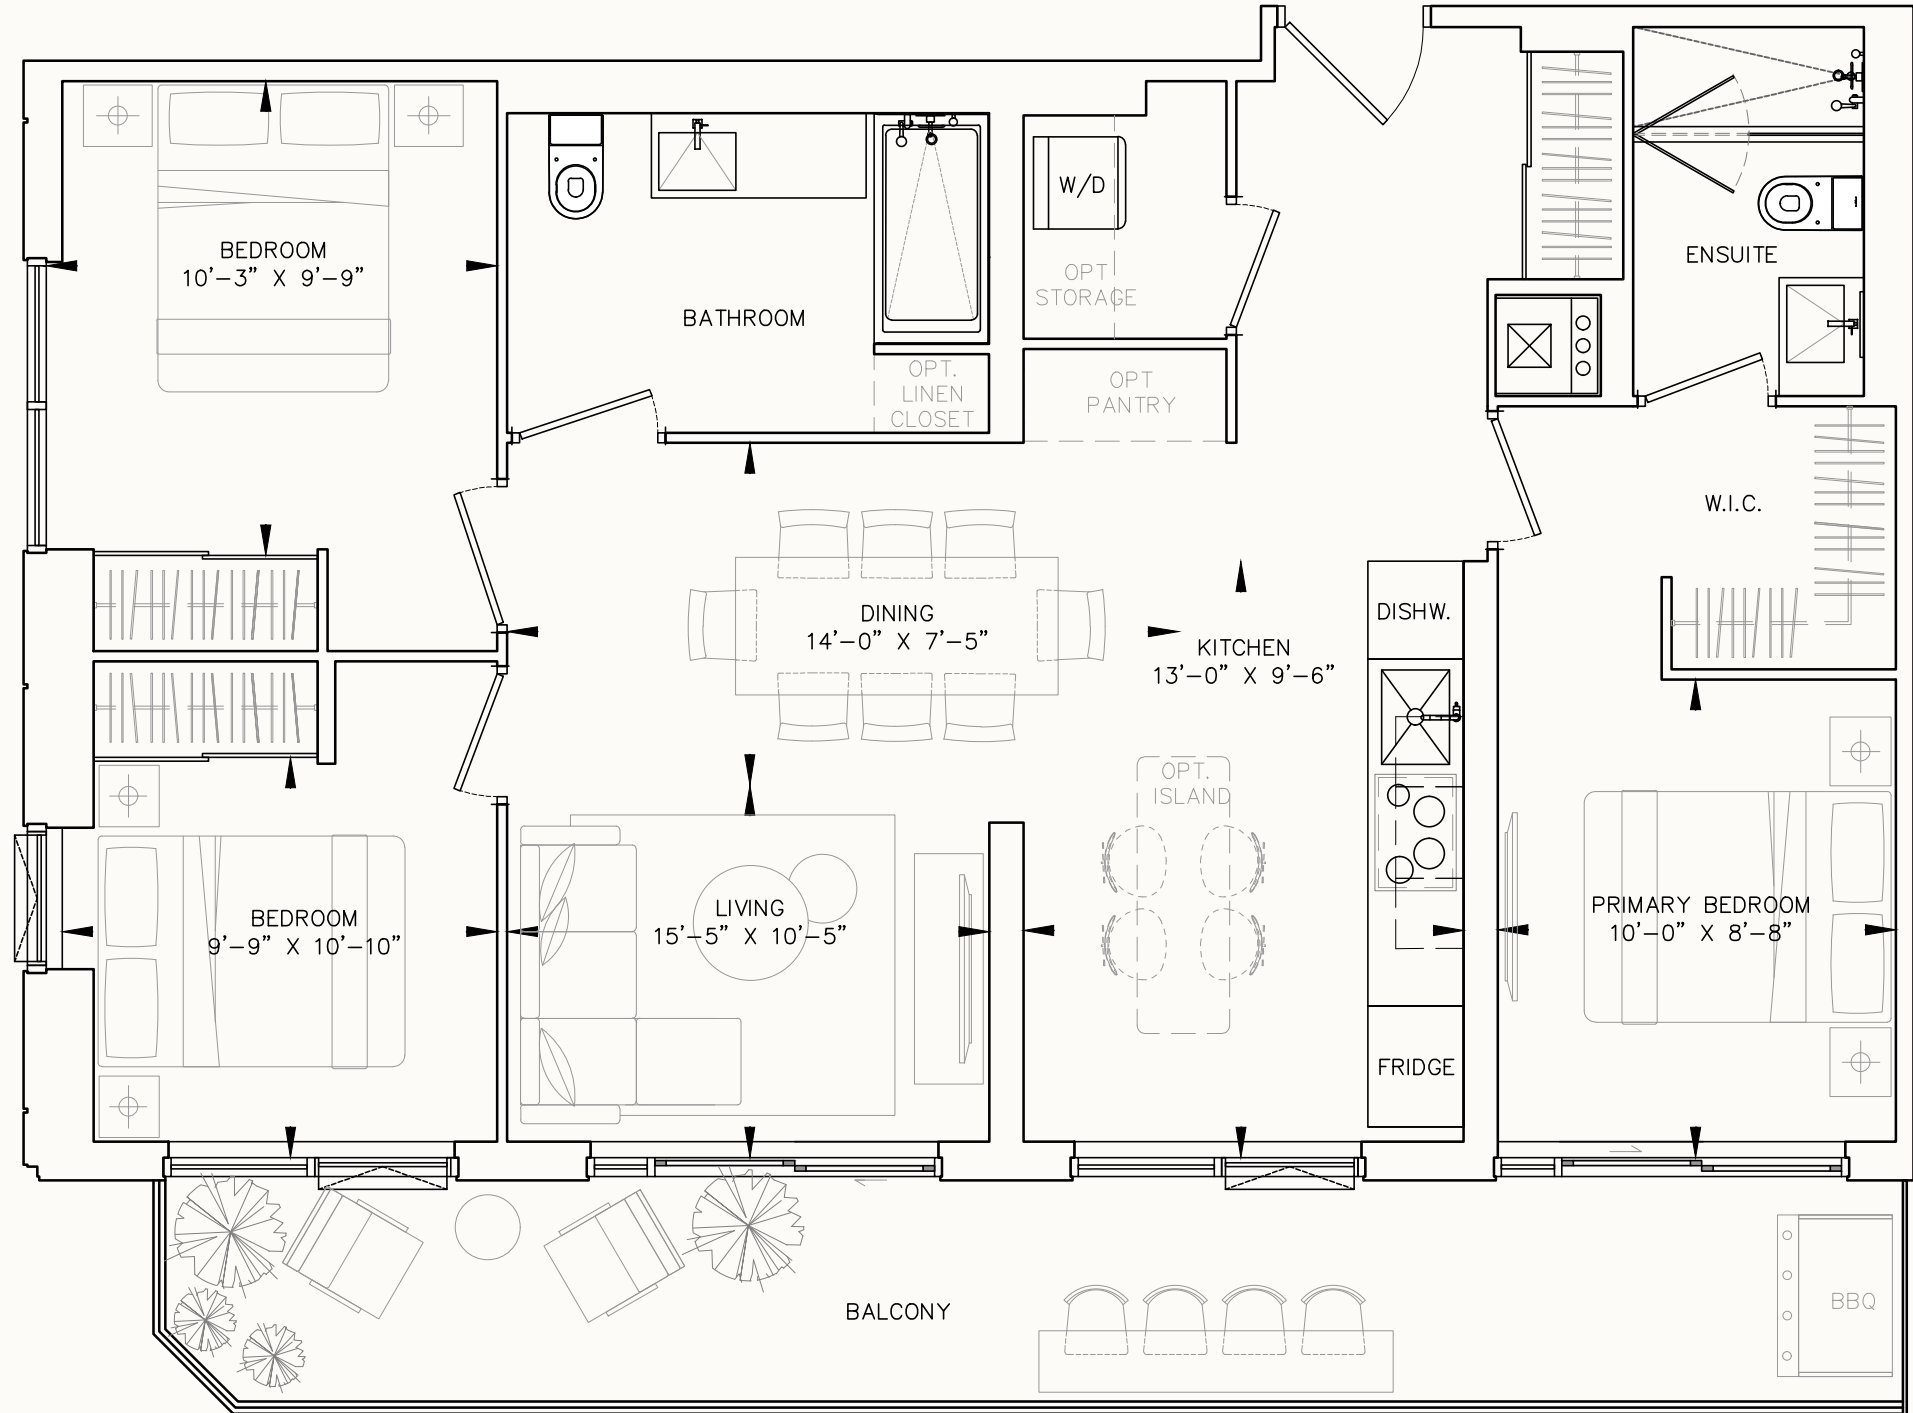 BEDROOM
10'-3" X 9'-9"
BATHROOM
W/D
OPT
STORAGE
OPT.
LINEN
CLOSET
OPT
PANTRY
ENSUITE
W.I.C.
DINING
14'-0" X 7'-5"
KITCHEN
13'-0" X 9'-6"
DISHW.
OPT.
ISLAND
BEDROOM
9'-9" X 10'-10"
LIVING
15'-5" X 10'-5"
PRIMARY BEDROOM
10'-0" X 8'-8"
FRIDGE
BALCONY
BBQ